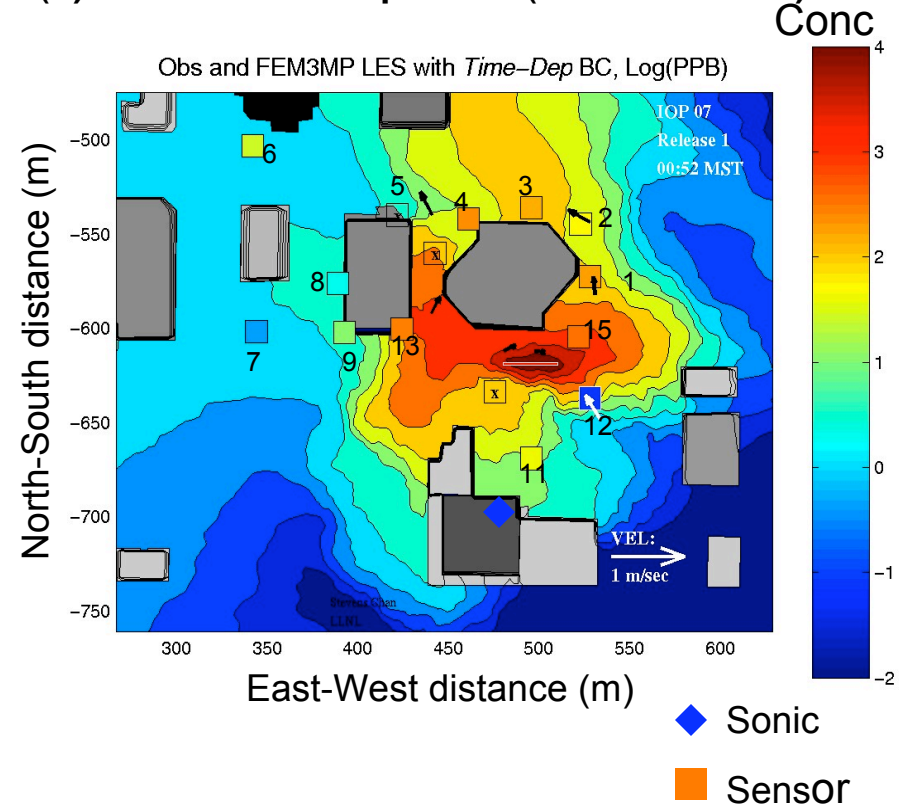 Conc
Obs and FEM3MP LES with Time-Dep BC, Log(PPB)
IOP 07
Release 1
00:52 MST
North-South distance (m)
−500
−550
−600
−650
−700
−750
6
5
4
3
2
8
1
7
9
13
15
x
x
12
11
VEL:
1 m/sec
LLNL
300
350
400
450
500
550
600
East-West distance (m)
4
3
2
1
0
−1
−2
Sonic
Sensor